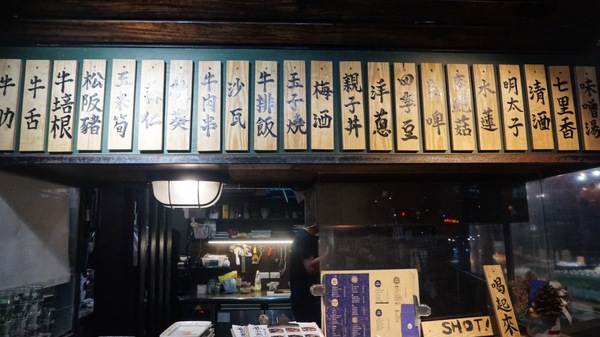 牛肋
牛舌
牛培根
松阪豬
玉米筍
仁
牛肉串
沙瓦
牛排飯
玉子燒
梅酒
親子丼
洋蔥
四季豆
啤
菇
水蓮
明太子
清酒
七里香
味噌湯
SHOT!
喝起來